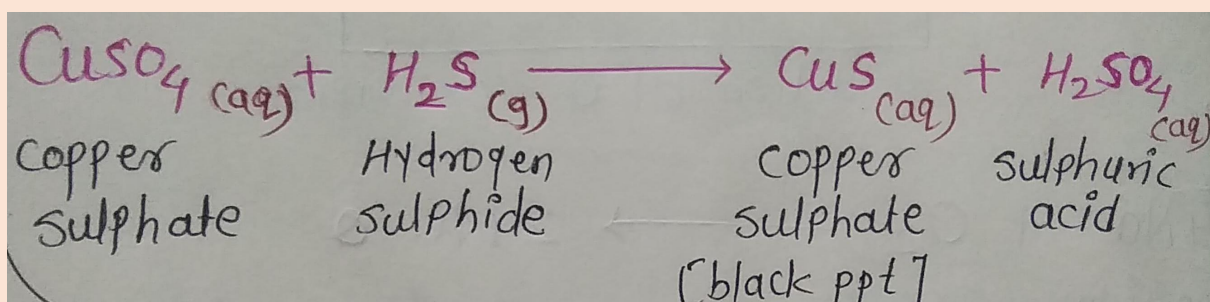 CuSO4 (aq) + H2S (g) ⟶ CuS (aq) + H2SO4 (aq)
copper Hydrogen copper sulphuric
sulphate sulphide sulphate acid
[black ppt]